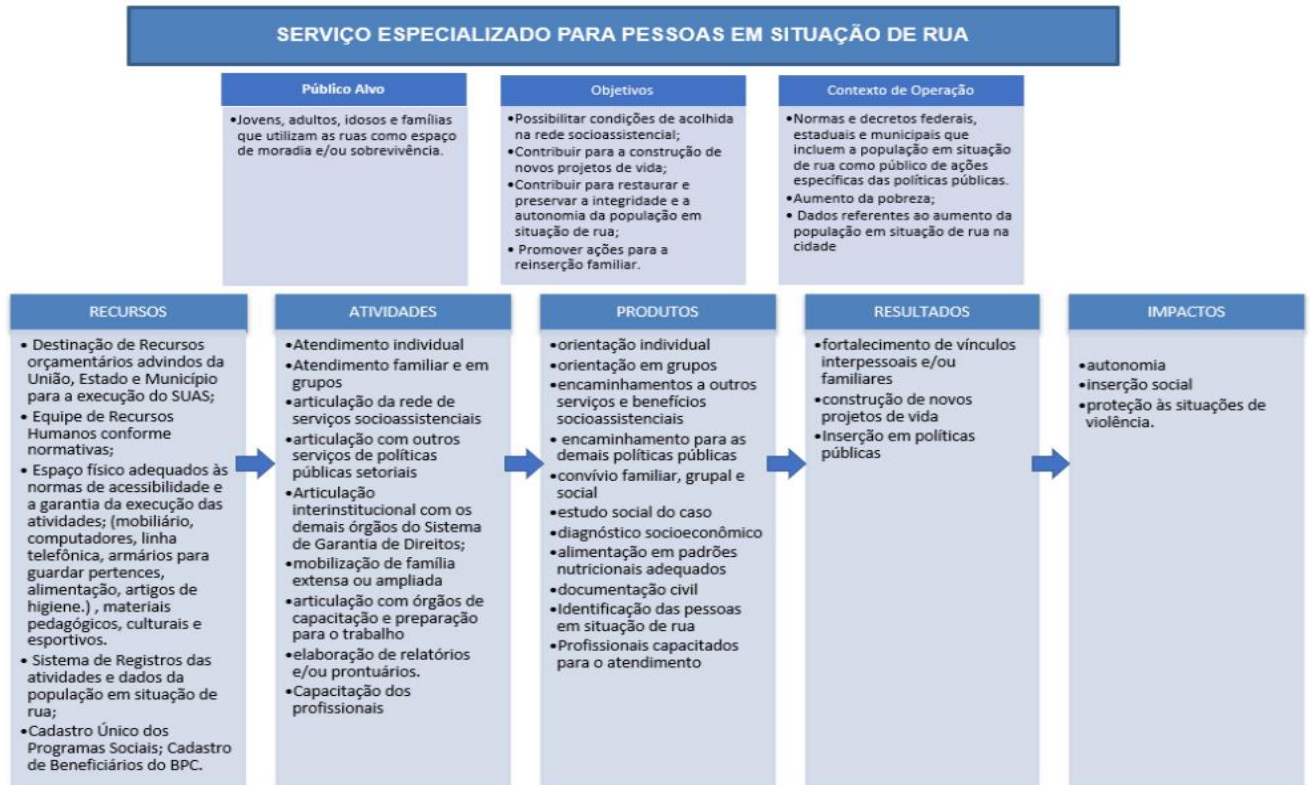 SERVIÇO ESPECIALIZADO PARA PESSOAS EM SITUAÇÃO DE RUA
Público Alvo
•Jovens, adultos, idosos e famílias
que utilizam as ruas como espaço
de moradia e/ou sobrevivência.
Objetivos
•Possibilitar condições de acolhida
na rede socioassistencial;
•Contribuir para a construção de
novos projetos de vida;
•Contribuir para restaurar e
preservar a integridade e a
autonomia da população em
situação de rua;
• Promover ações para a
reinserção familiar.
Contexto de Operação
•Normas e decretos federais,
estaduais e municipais que
incluem a população em situação
de rua como público de ações
específicas das políticas públicas.
•Aumento da pobreza;
• Dados referentes ao aumento da
população em situação de rua na
cidade
RECURSOS
• Destinação de Recursos
orçamentários advindos da
União, Estado e Município
para a execução do SUAS;
• Equipe de Recursos
Humanos conforme
normativas;
• Espaço físico adequados às
normas de acessibilidade e
a garantia da execução das
atividades; (mobiliário,
computadores, linha
telefônica, armários para
guardar pertences,
alimentação, artigos de
higiene.) , materiais
pedagógicos, culturais e
esportivos.
• Sistema de Registros das
atividades e dados da
população em situação de
rua;
•Cadastro Único dos
Programas Sociais; Cadastro
de Beneficiários do BPC.
ATIVIDADES
•Atendimento individual
•Atendimento familiar e em
grupos
•articulação da rede de
serviços socioassistenciais
•articulação com outros
serviços de políticas
públicas setoriais
•Articulação
interinstitucional com os
demais órgãos do Sistema
de Garantia de Direitos;
•mobilização de família
extensa ou ampliada
•articulação com órgãos de
capacitação e preparação
para o trabalho
•elaboração de relatórios
e/ou prontuários.
•Capacitação dos
profissionais
PRODUTOS
•orientação individual
•orientação em grupos
•encaminhamentos a outros
serviços e benefícios
socioassistenciais
• encaminhamento para as
demais políticas públicas
•convívio familiar, grupal e
social
•estudo social do caso
•diagnóstico socioeconômico
•alimentação em padrões
nutricionais adequados
•documentação civil
•Identificação das pessoas
em situação de rua
•Profissionais capacitados
para o atendimento
RESULTADOS
•fortalecimento de vínculos
interpessoais e/ou
familiares
•construção de novos
projetos de vida
•Inserção em políticas
públicas
IMPACTOS
•autonomia
•inserção social
•proteção às situações de
violência.